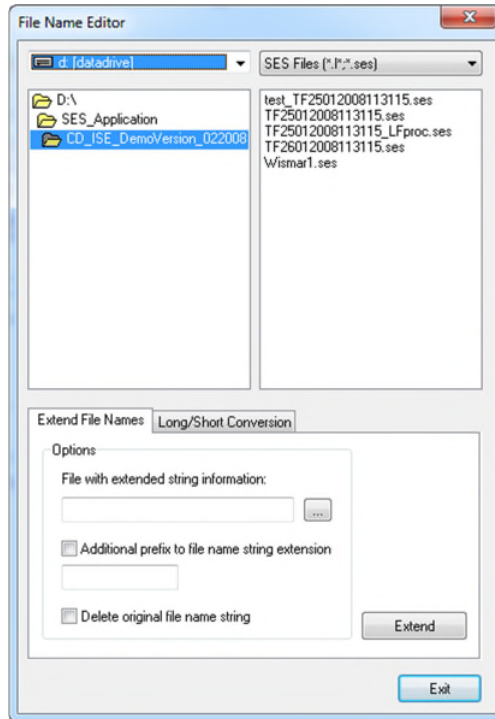 File Name Editor
d: [datadrive]
SES Files (*.l*;*.ses)
D:\
SES_Application
CD_ISE_DemoVersion_022008
test_TF25012008113115.ses
TF25012008113115.ses
TF25012008113115_LFproc.ses
TF26012008113115.ses
Wismar1.ses
Extend File Names
Long/Short Conversion
Options
File with extended string information:
...
Additional prefix to file name string extension
Delete original file name string
Extend
Exit